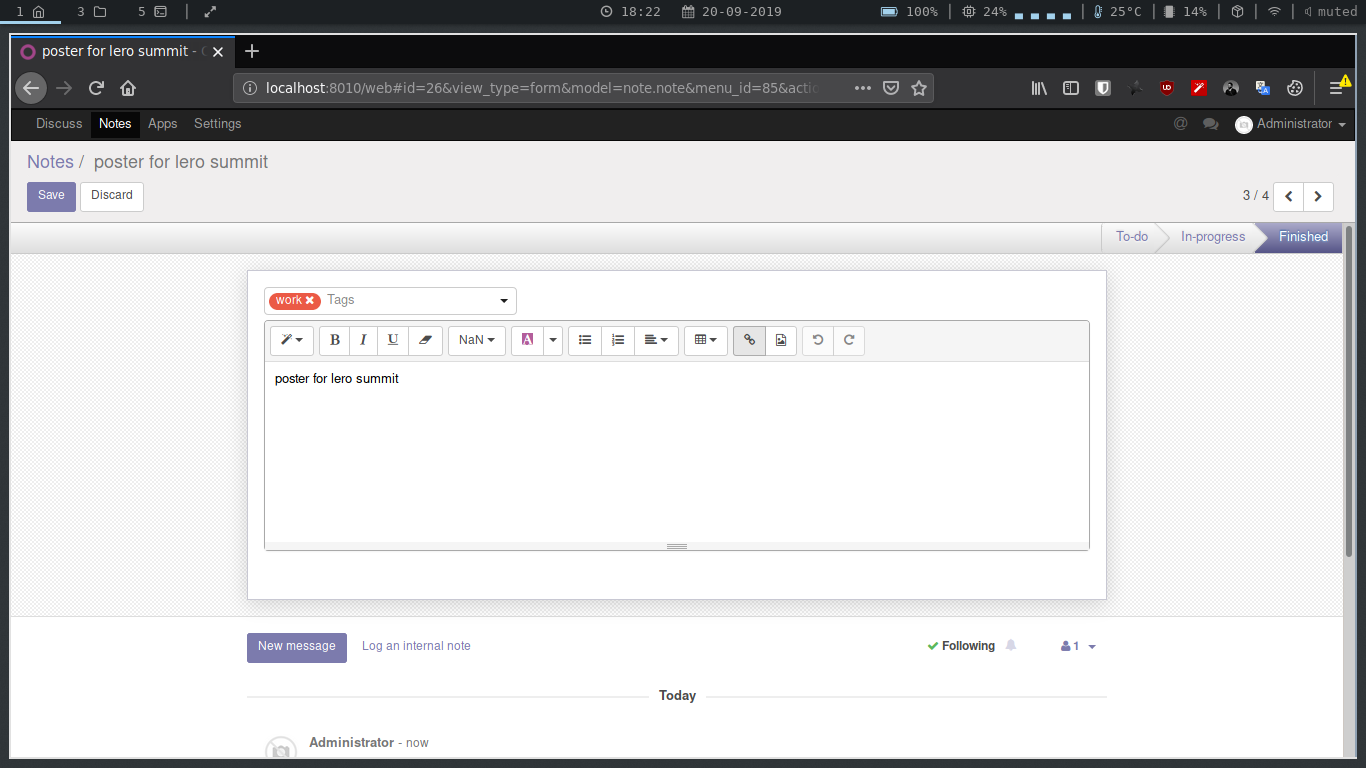 1 3 5 18:22 20-09-2019 100% 24% 25°C 14% muted
poster for lero summit -
localhost:8010/web#id=26&view_type=form&model=note.note&menu_id=85&actic
Discuss Notes Apps Settings @ Administrator
Notes / poster for lero summit
Save Discard 3 / 4
To-do In-progress Finished
work Tags
B I U NaN A
poster for lero summit
New message Log an internal note Following 1
Today
Administrator - now